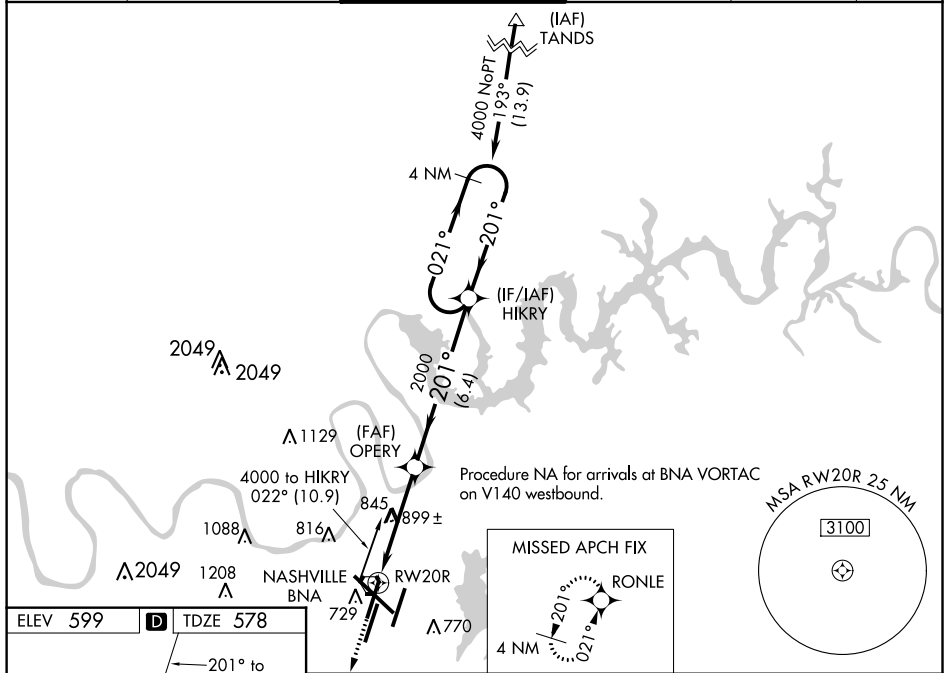 (IAF)
TANDS
4000 NoPT
193°
(13.9)
4 NM
021°
201°
(IF/IAF)
HIKRY
2049
2049
2000
201°
(6.4)
1129
(FAF)
OPERY
4000 to HIKRY
022° (10.9)
Procedure NA for arrivals at BNA VORTAC
on V140 westbound.
MSA RW20R 25 NM
3100
845
899 ±
1088
816
2049
1208
NASHVILLE
BNA
RW20R
729
770
MISSED APCH FIX
RONLE
201°
021°
4 NM
ELEV 599
D
TDZE 578
201° to